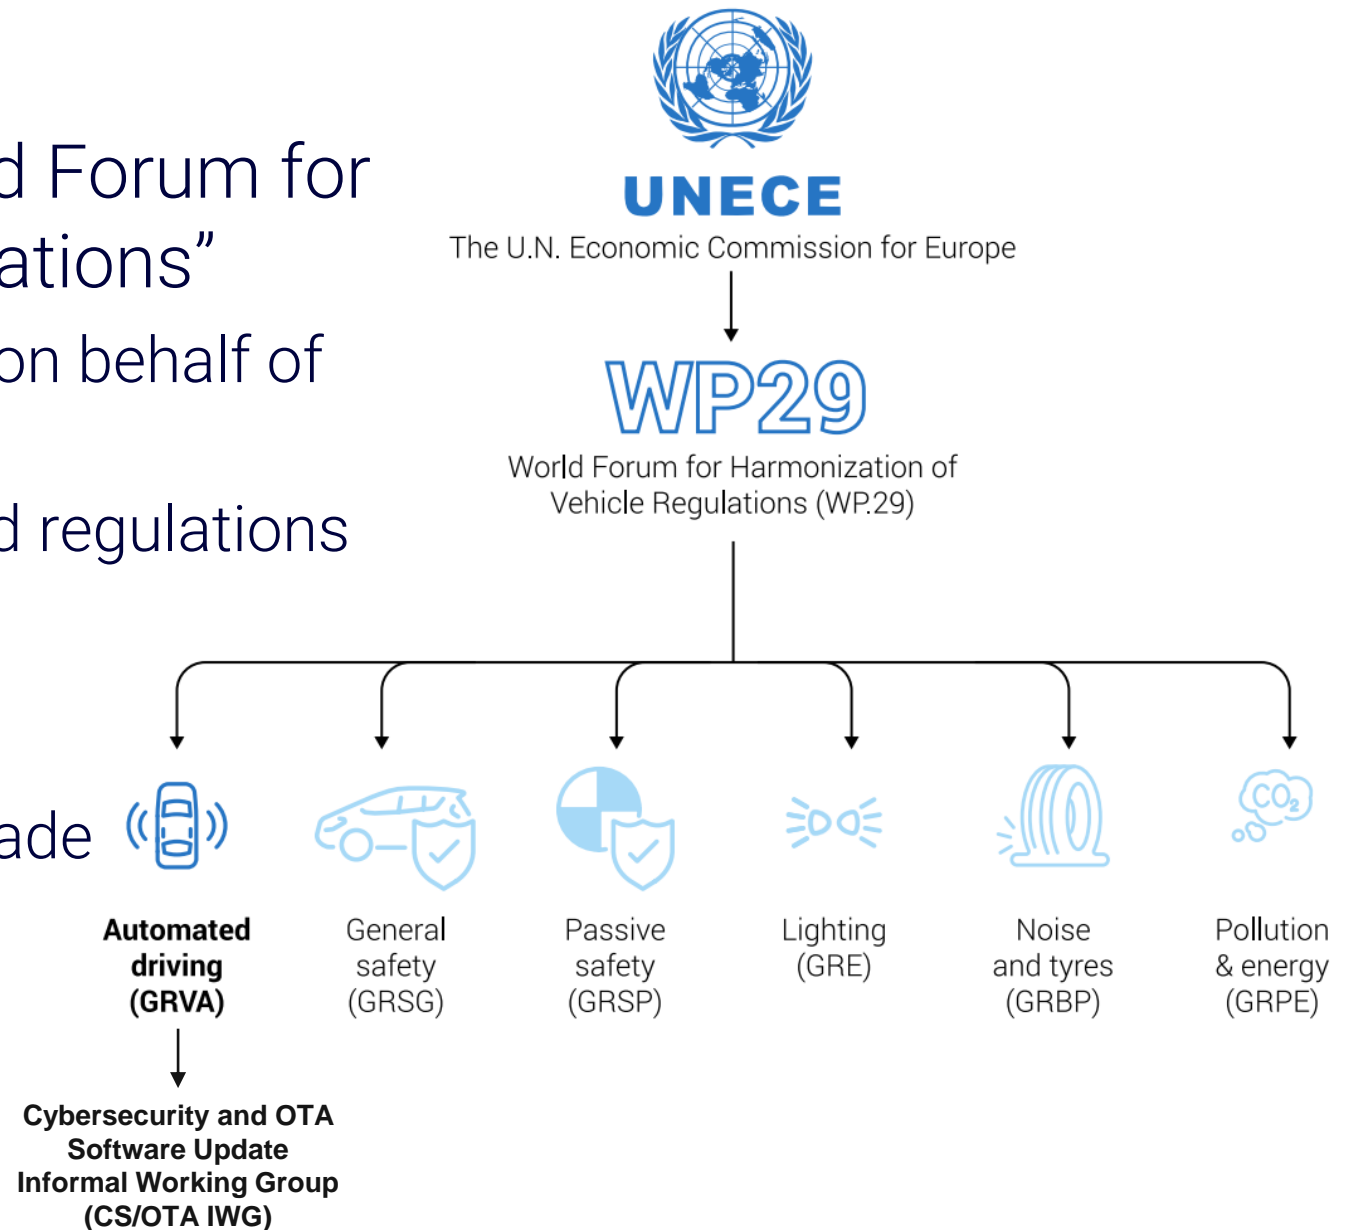 d Forum for
ations”
on behalf of
d regulations
ade
UNECE
The U.N. Economic Commission for Europe
WP29
World Forum for Harmonization of
Vehicle Regulations (WP.29)
CO₂
Automated
driving
(GRVA)
General
safety
(GRSG)
Passive
safety
(GRSP)
Lighting
(GRE)
Noise
and tyres
(GRBP)
Pollution
& energy
(GRPE)
Cybersecurity and OTA
Software Update
Informal Working Group
(CS/OTA IWG)